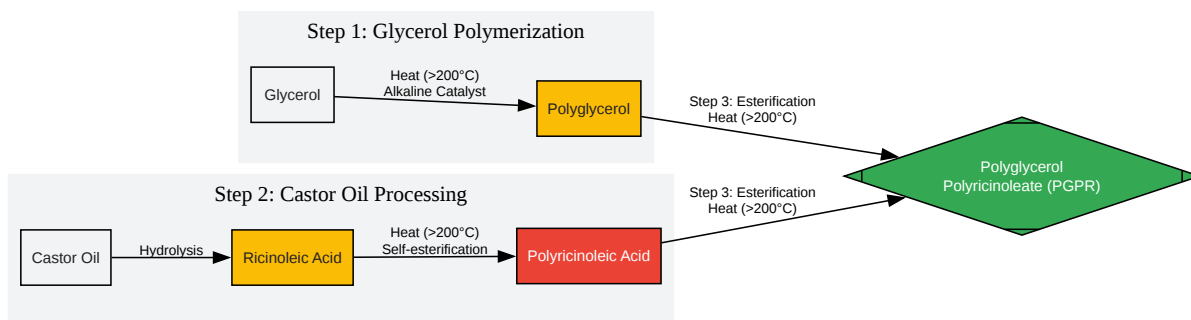 Step 1: Glycerol Polymerization
Glycerol
Heat (>200°C)
Alkaline Catalyst
Polyglycerol
Step 3: Esterification
Heat (>200°C)
Step 2: Castor Oil Processing
Castor Oil
Hydrolysis
Ricinoleic Acid
Heat (>200°C)
Self-esterification
Polyricinoleic Acid
Step 3: Esterification
Heat (>200°C)
Polyglycerol
Polyricinoleate (PGPR)